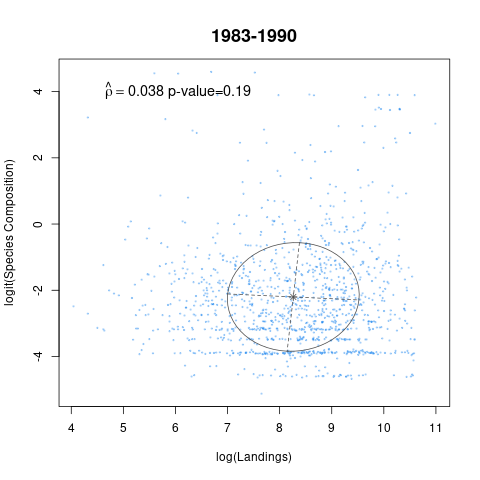 1983-1990
ρ̂ = 0.038 p-value=0.19
logit(Species Composition)
4
2
0
-2
-4
4 5 6 7 8 9 10 11
log(Landings)